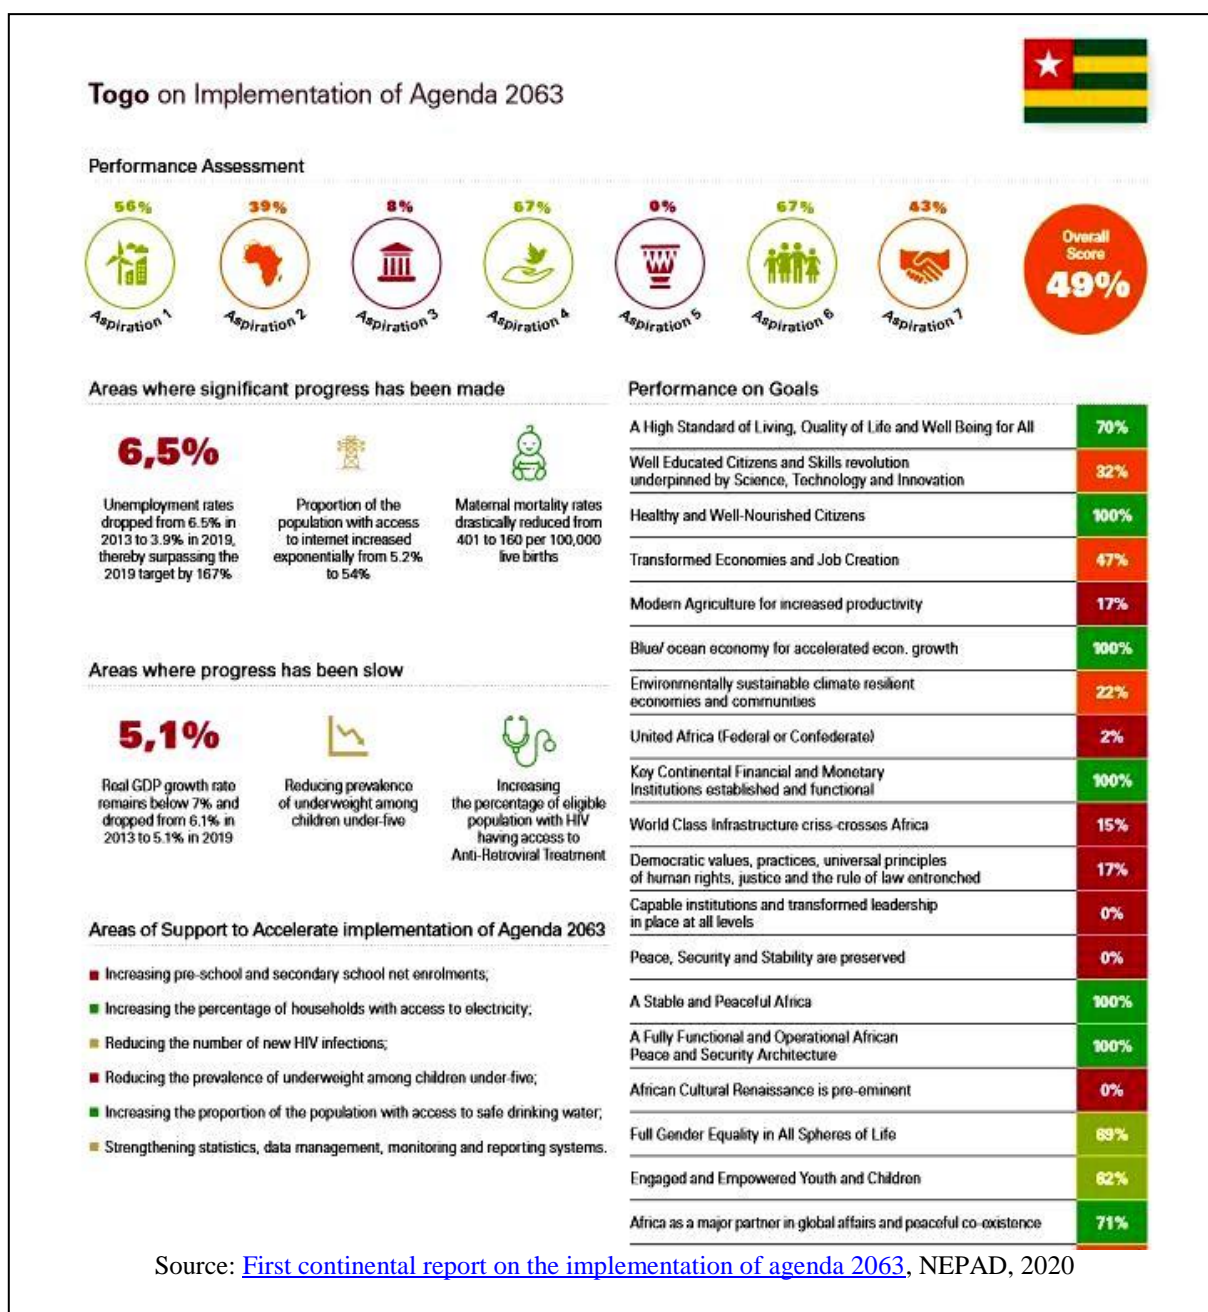 Togo on Implementation of Agenda 2063
Performance Assessment
56%
39%
8%
67%
0%
67%
43%
Aspiration 1
Aspiration 2
Aspiration 3
Aspiration 4
Aspiration 5
Aspiration 6
Aspiration 7
Overall
Score
49%
Areas where significant progress has been made
6,5%
Unemployment rates
dropped from 6.5% in
2013 to 3.9% in 2019,
thereby surpassing the
2019 target by 167%
Proportion of the
population with access
to internet increased
exponentially from 5.2%
to 54%
Maternal mortality rates
drastically reduced from
401 to 160 per 100,000
live births
Areas where progress has been slow
5,1%
Real GDP growth rate
remains below 7% and
dropped from 6.1% in
2013 to 5.1% in 2019
Reducing prevalence
of underweight among
children under-five
Increasing
the percentage of eligible
population with HIV
having access to
Anti-Retroviral Treatment
Areas of Support to Accelerate implementation of Agenda 2063
Increasing pre-school and secondary school net enrolments;
Increasing the percentage of households with access to electricity;
Reducing the number of new HIV infections;
Reducing the prevalence of underweight among children under-five;
Increasing the proportion of the population with access to safe drinking water;
Strengthening statistics, data management, monitoring and reporting systems.
Performance on Goals
A High Standard of Living, Quality of Life and Well Being for All 70%
Well Educated Citizens and Skills revolution
underpinned by Science, Technology and Innovation 32%
Healthy and Well-Nourished Citizens 100%
Transformed Economies and Job Creation 47%
Modern Agriculture for increased productivity 17%
Blue/ ocean economy for accelerated econ. growth 100%
Environmentally sustainable climate resilient
economies and communities 22%
United Africa (Federal or Confederate) 2%
Key Continental Financial and Monetary
Institutions established and functional 100%
World Class Infrastructure criss-crosses Africa 15%
Democratic values, practices, universal principles
of human rights, justice and the rule of law entrenched 17%
Capable institutions and transformed leadership
in place at all levels 0%
Peace, Security and Stability are preserved 0%
A Stable and Peaceful Africa 100%
A Fully Functional and Operational African
Peace and Security Architecture 100%
African Cultural Renaissance is pre-eminent 0%
Full Gender Equality in All Spheres of Life 69%
Engaged and Empowered Youth and Children 62%
Africa as a major partner in global affairs and peaceful co-existence 71%
Source: First continental report on the implementation of agenda 2063, NEPAD, 2020